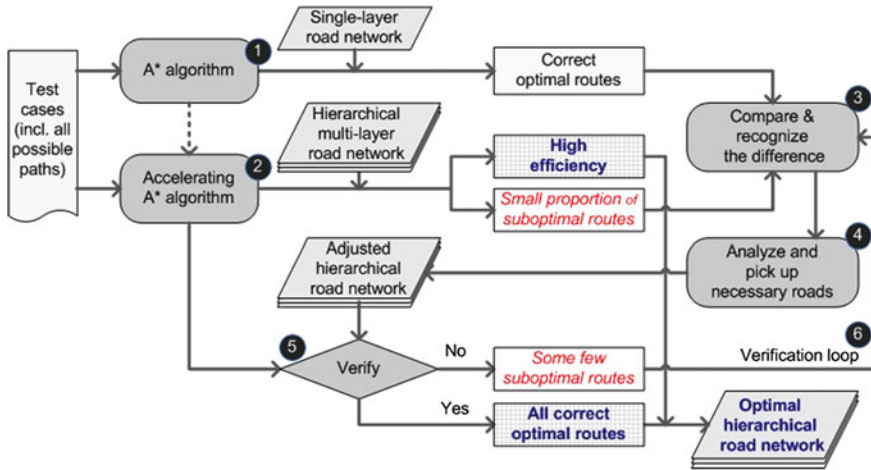 Single-layer
road network
1
A* algorithm
Correct
optimal routes
Test
cases
(incl. all
possible
paths)
Hierarchical
multi-layer
road network
3
Compare &
recognize
the difference
2
Accelerating
A* algorithm
High
efficiency
Small proportion of
suboptimal routes
Adjusted
hierarchical
road network
4
Analyze and
pick up
necessary roads
5
Verify
No
Some few
suboptimal routes
6
Verification loop
Yes
All correct
optimal routes
Optimal
hierarchical
road network